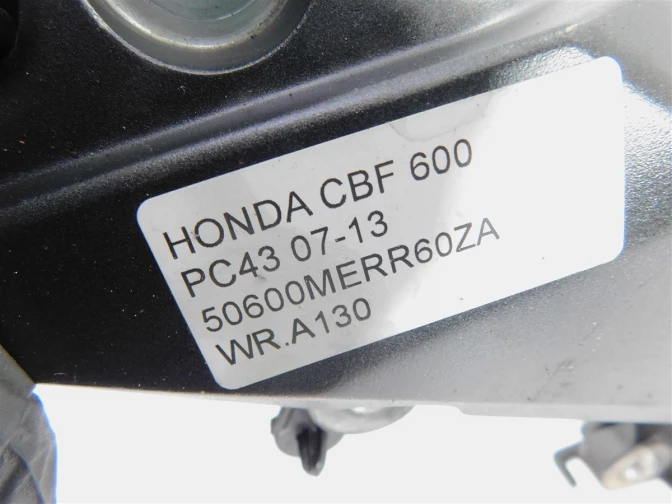 HONDA CBF 600
PC43 07-13
50600MERR60ZA
WR.A130